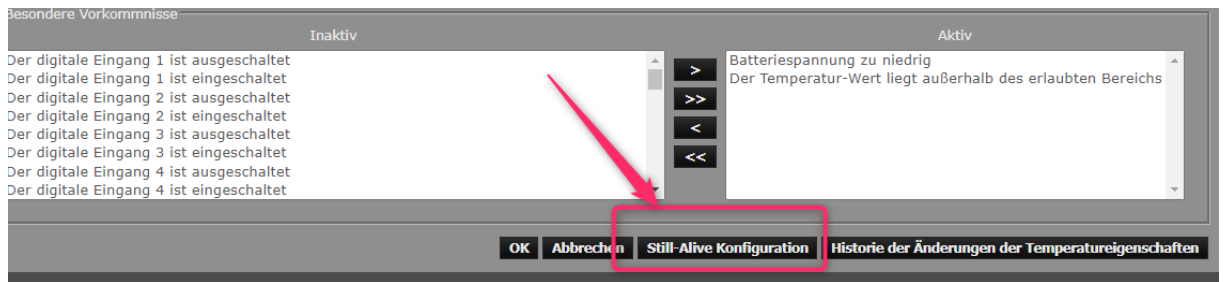 Besondere Vorkommnisse
Inaktiv
Aktiv
Der digitale Eingang 1 ist ausgeschaltet
Der digitale Eingang 1 ist eingeschaltet
Der digitale Eingang 2 ist ausgeschaltet
Der digitale Eingang 2 ist eingeschaltet
Der digitale Eingang 3 ist ausgeschaltet
Der digitale Eingang 3 ist eingeschaltet
Der digitale Eingang 4 ist ausgeschaltet
Der digitale Eingang 4 ist eingeschaltet
>
>>
<
<<
Batteriespannung zu niedrig
Der Temperatur-Wert liegt außerhalb des erlaubten Bereichs
OK Abbrechen Still-Alive Konfiguration Historie der Änderungen der Temperatureigenschaften